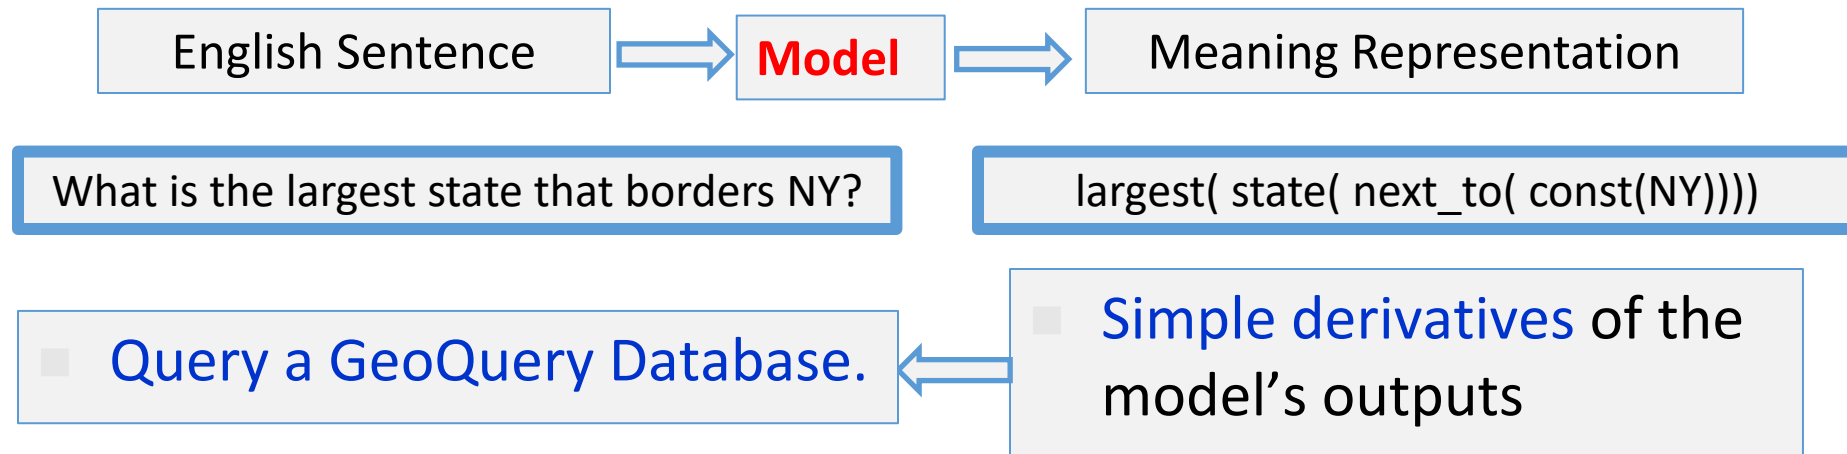 English Sentence
Model
Meaning Representation
What is the largest state that borders NY?
largest( state( next_to( const(NY))))
Query a GeoQuery Database.
Simple derivatives of the
model’s outputs